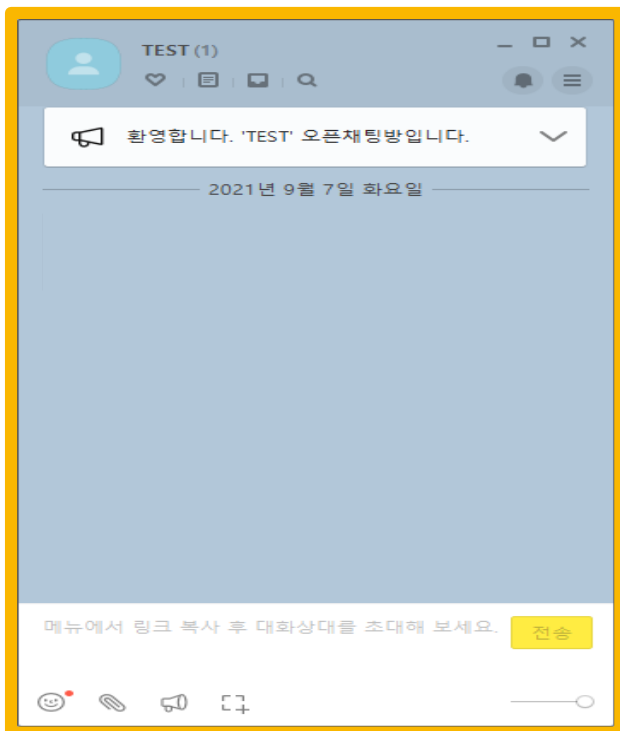 TEST (1)
환영합니다. 'TEST' 오픈채팅방입니다.
2021년 9월 7일 화요일
메뉴에서 링크 복사 후 대화상대를 초대해 보세요.
전송